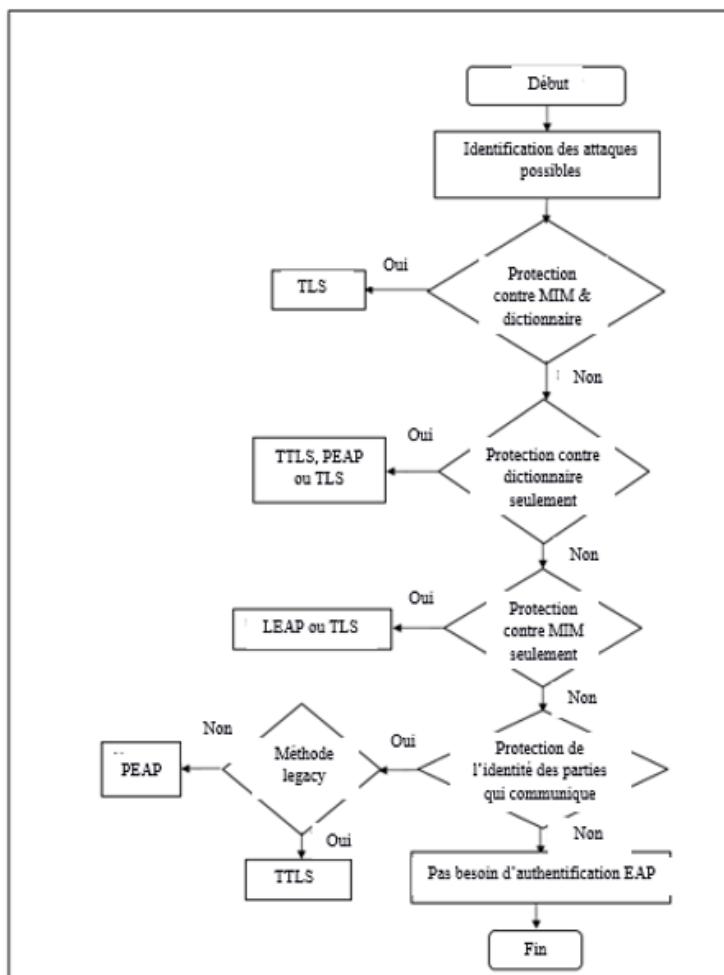 Début
Identification des attaques
possibles
Oui
Protection
contre MIM &
dictionnaire
TLS
Non
Oui
Protection contre
dictionnaire
seulement
TTLS, PEAP
ou TLS
Non
Oui
Protection
contre MIM
seulement
LEAP ou TLS
Non
Oui
Protection de
l'identité des parties
qui communique
Non
Méthode
legacy
PEAP
Oui
TTLS
Non
Pas besoin d'authentification EAP
Fin